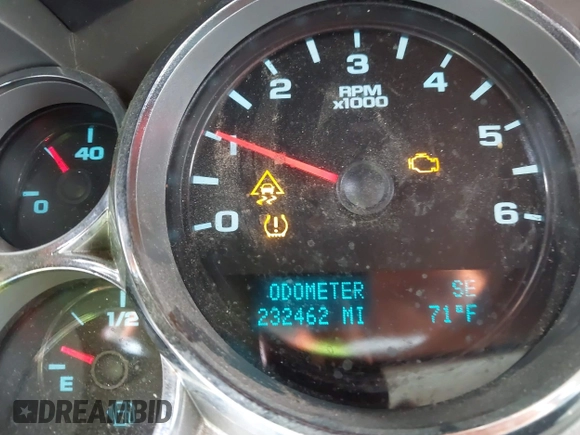 3
2
4
RPM
x1000
1
5
40
0
0
6
ODOMETER SE
232462 MI 71°F
1/2
E
DREAMBID